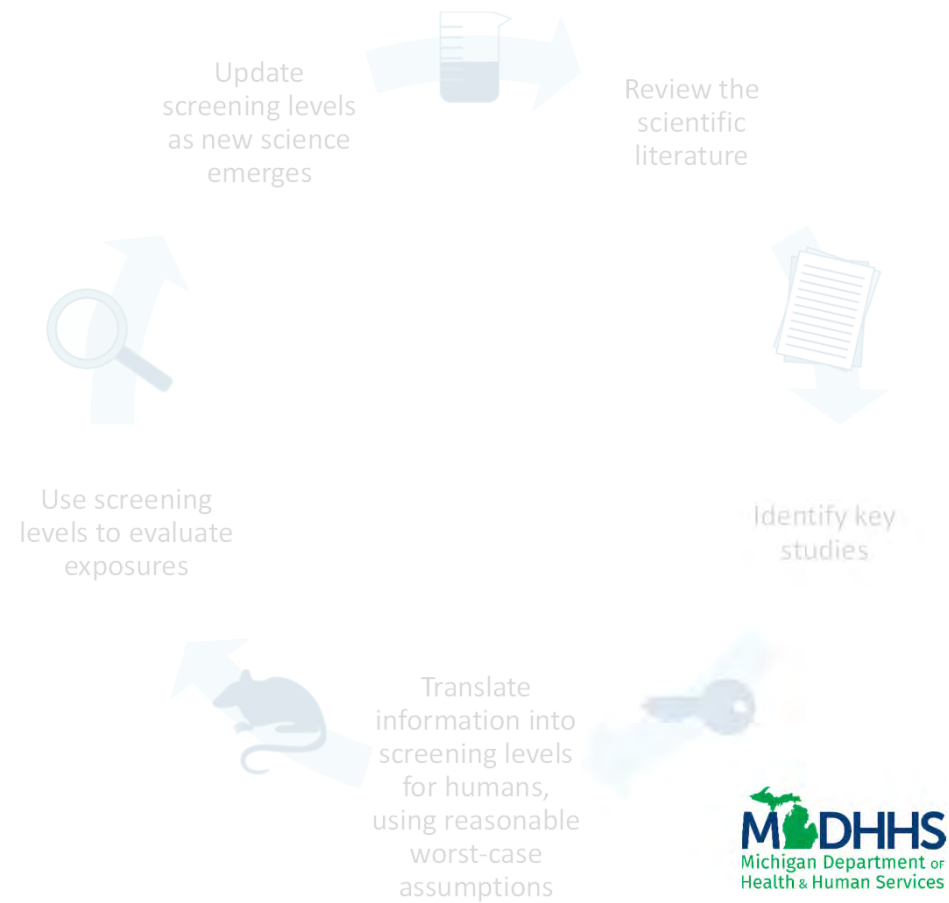 Update
screening levels
as new science
emerges
Review the
scientific
literature
Identify key
studies
Translate
information into
screening levels
for humans,
using reasonable
worst-case
assumptions
Use screening
levels to evaluate
exposures
MDHHS
Michigan Department OF
Health & Human Services